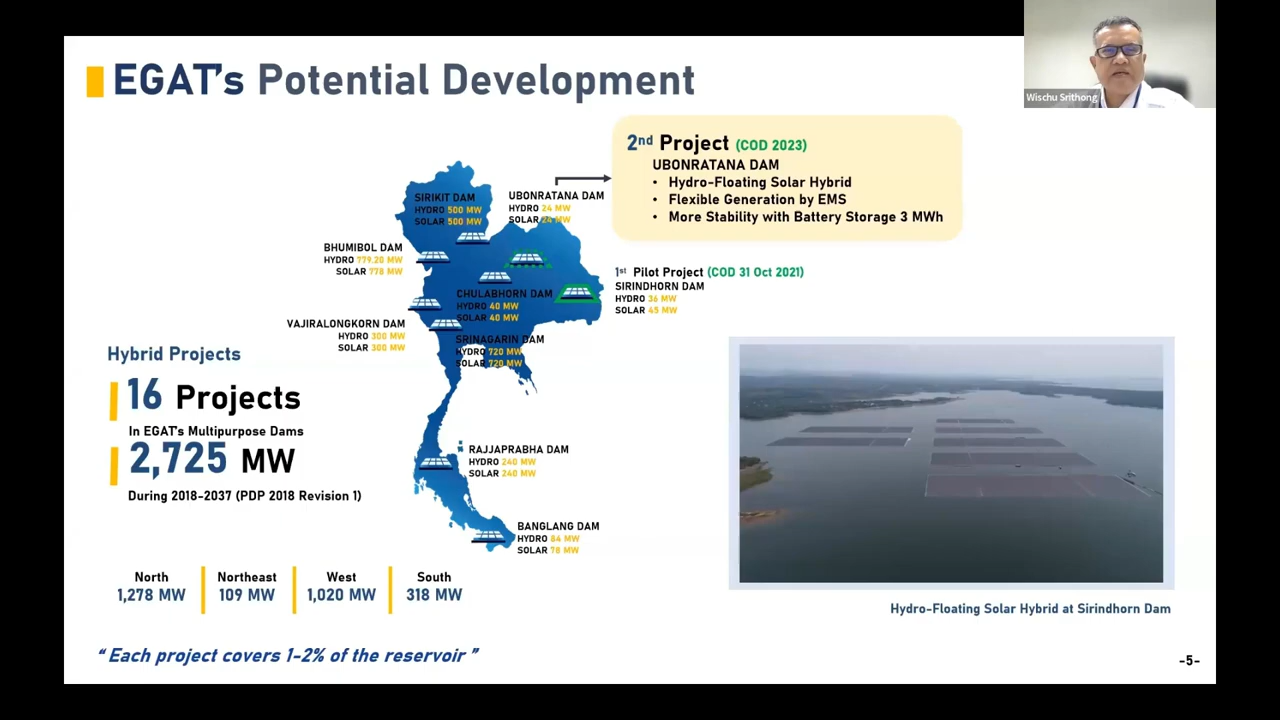 EGAT's Potential Development
Wischu Srithong
2nd Project (COD 2023)
UBONRATANA DAM
• Hydro-Floating Solar Hybrid
• Flexible Generation by EMS
• More Stability with Battery Storage 3 MWh
SIRIKIT DAM
HYDRO 500 MW
SOLAR 500 MW
UBONRATANA DAM
HYDRO 24 MW
SOLAR 24 MW
BHUMIBOL DAM
HYDRO 779.20 MW
SOLAR 778 MW
1st Pilot Project (COD 31 Oct 2021)
SIRINDHORN DAM
HYDRO 36 MW
SOLAR 45 MW
CHULABHORN DAM
HYDRO 40 MW
SOLAR 40 MW
VAJIRALONGKORN DAM
HYDRO 300 MW
SOLAR 300 MW
SRINAGARIN DAM
HYDRO 720 MW
SOLAR 720 MW
Hybrid Projects
16 Projects
In EGAT's Multipurpose Dams
2,725 MW
During 2018-2037 (PDP 2018 Revision 1)
RAJJAPRABHA DAM
HYDRO 240 MW
SOLAR 240 MW
BANGLANG DAM
HYDRO 84 MW
SOLAR 78 MW
North Northeast West South
1,278 MW 109 MW 1,020 MW 318 MW
Hydro-Floating Solar Hybrid at Sirindhorn Dam
“ Each project covers 1-2% of the reservoir ”
-5-